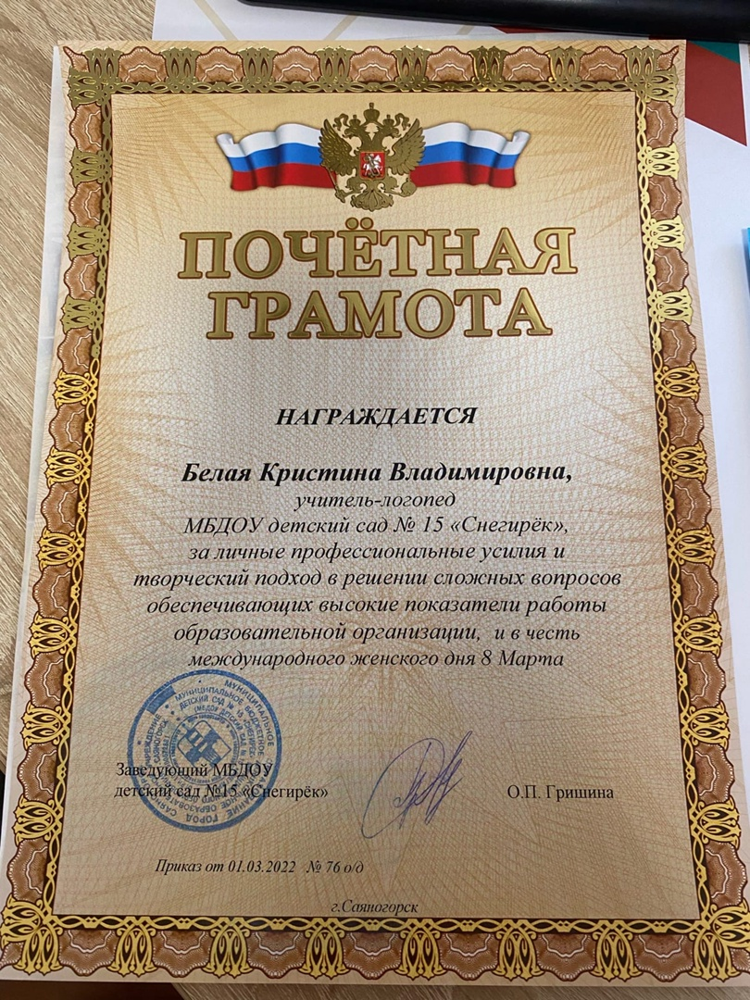 ПОЧЁТНАЯ
ГРАМОТА
НАГРАЖДАЕТСЯ
Белая Кристина Владимировна,
учитель-логопед
МБДОУ детский сад № 15 «Снегирёк»,
за личные профессиональные усилия и
творческий подход в решении сложных вопросов
обеспечивающих высокие показатели работы
образовательной организации, и в честь
международного женского дня 8 Марта
Заведующий МБДОУ
детский сад №15 «Снегирёк»
О.П. Гришина
Приказ от 01.03.2022 № 76 о/д
г.Саяногорск